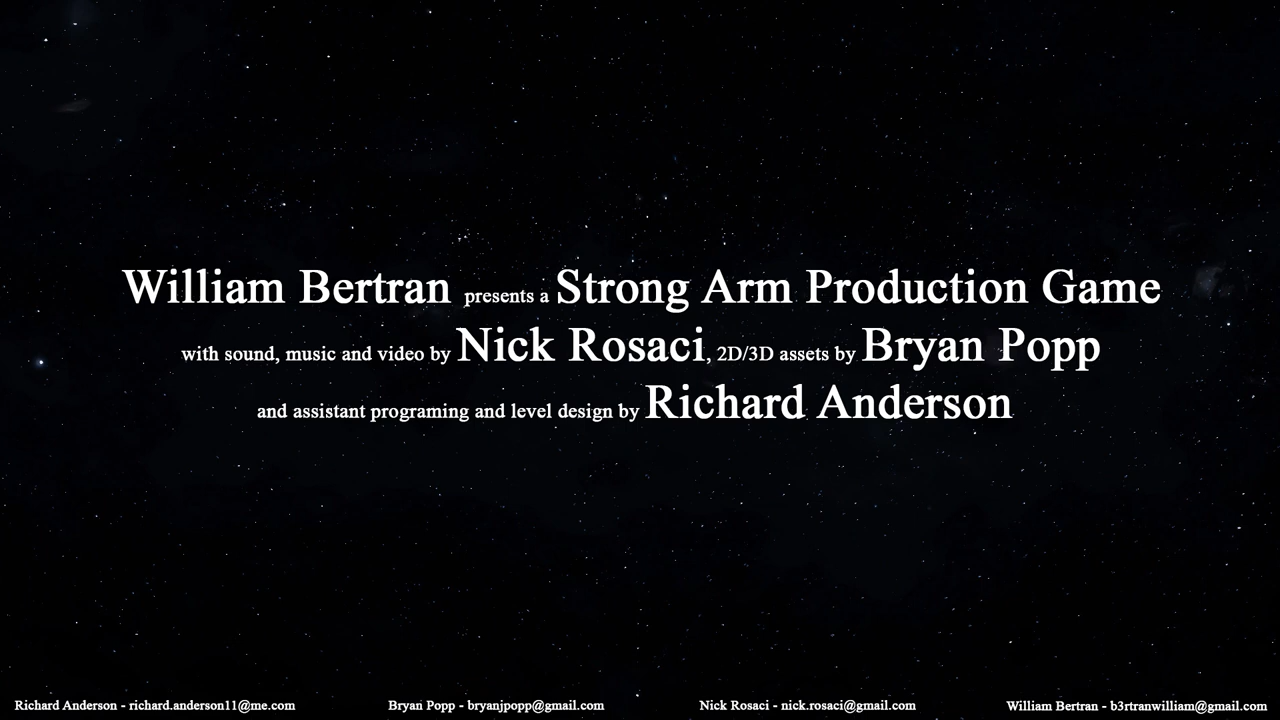 William Bertran presents a Strong Arm Production Game
with sound, music and video by Nick Rosaci, 2D/3D assets by Bryan Popp
and assistant programing and level design by Richard Anderson
Richard Anderson - richard.anderson11@me.com Bryan Popp - bryanjpopp@gmail.com Nick Rosaci - nick.rosaci@gmail.com William Bertran - b3rtranwilliam@gmail.com